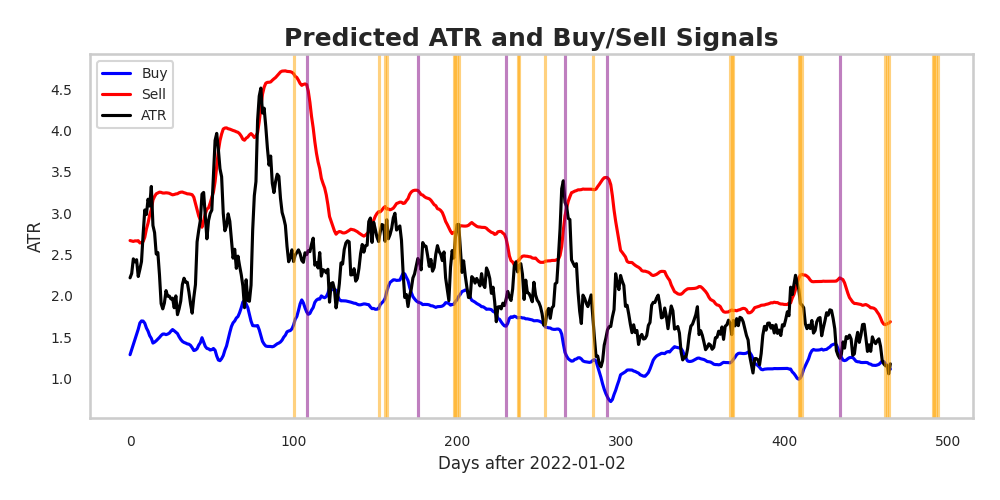 Predicted ATR and Buy/Sell Signals
Buy
Sell
ATR
4.5
4.0
3.5
3.0
2.5
2.0
1.5
1.0
ATR
0 100 200 300 400 500
Days after 2022-01-02